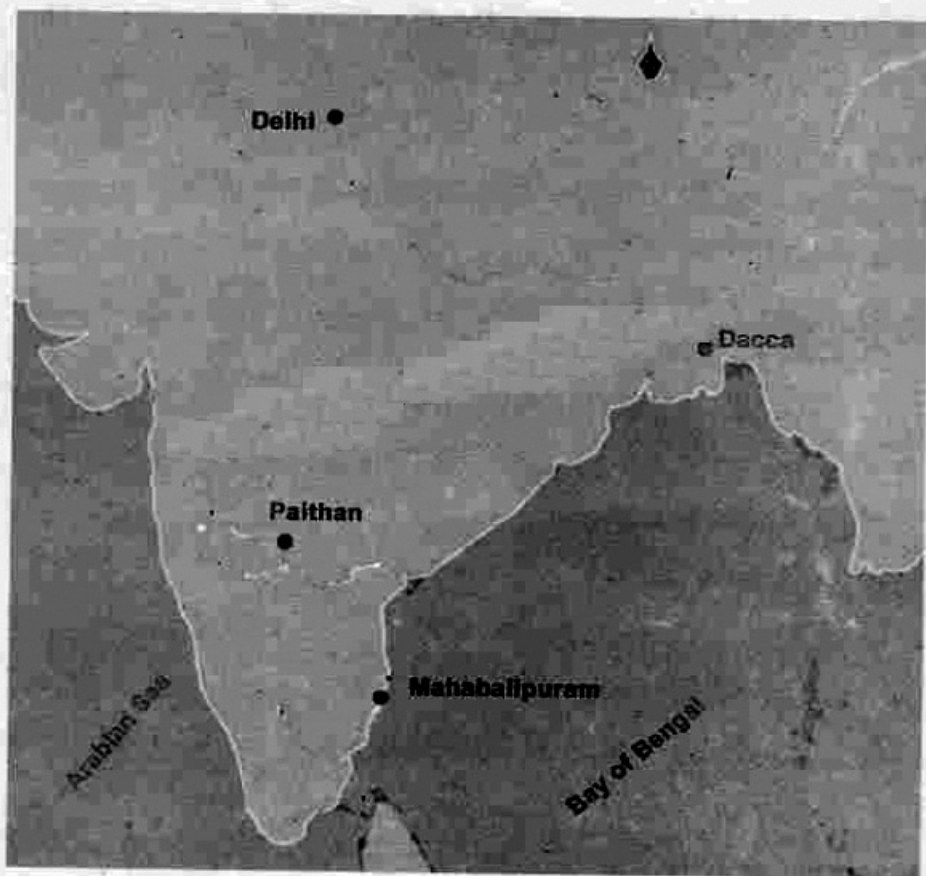 Delhi
Dacca
Paithan
Mahabalipuram
Arabian Sea
Bay of Bengal